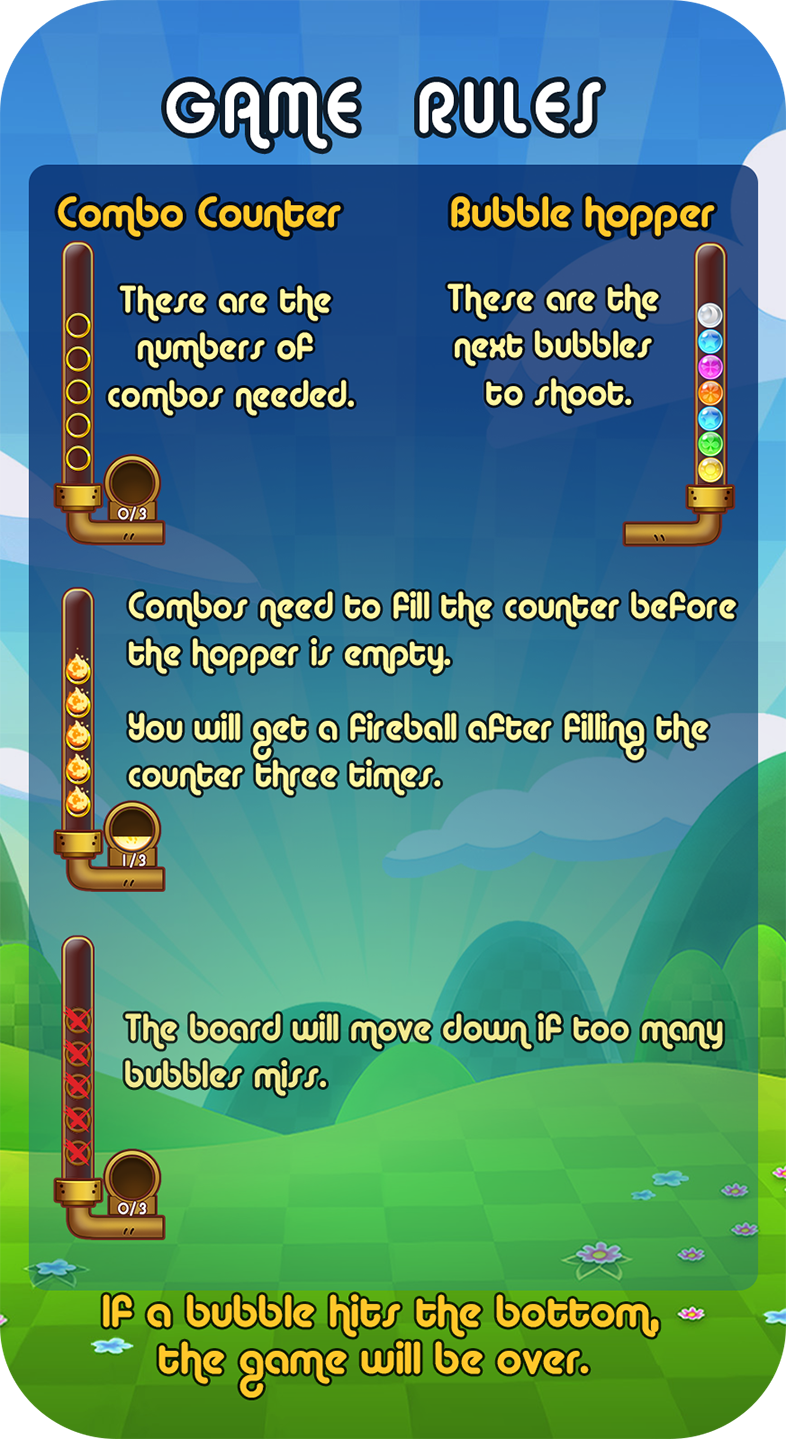 GAME RULES
Combo Counter
These are the
numbers of
combos needed.
0/3
Bubble hopper
These are the
next bubbles
to shoot.
Combos need to fill the counter before
the hopper is empty.
You will get a fireball after filling the
counter three times.
1/3
The board will move down if too many
bubbles miss.
0/3
If a bubble hits the bottom,
the game will be over.